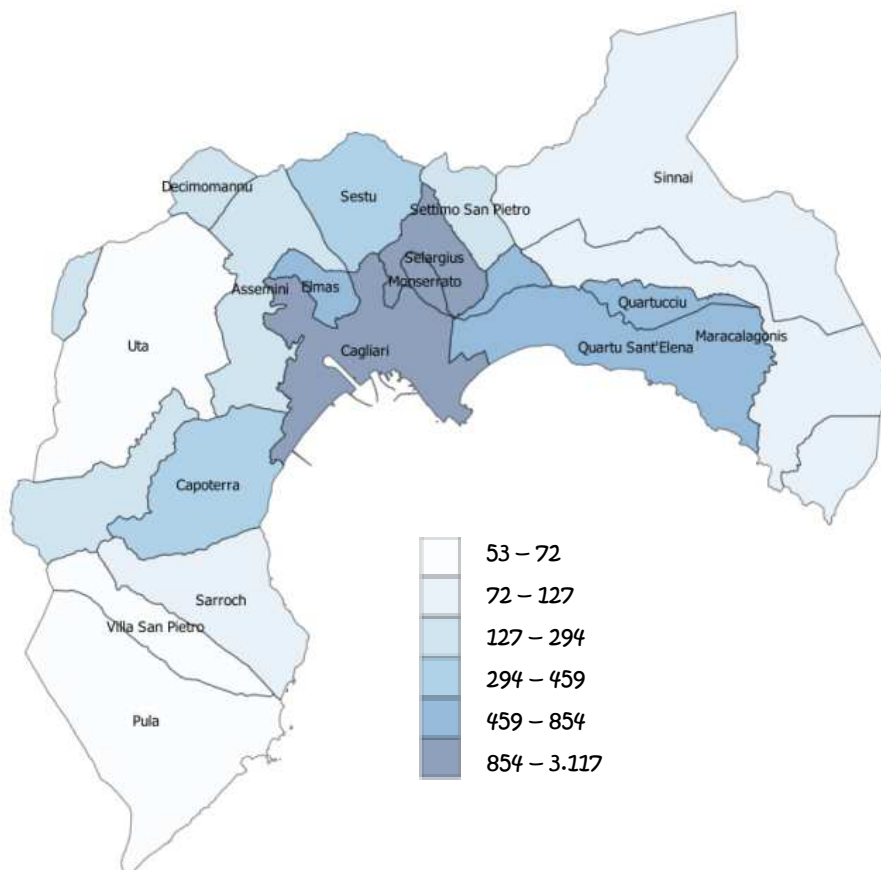 Decimomannu
Sestu
Sinnai
Settimo San Pietro
Selargius
Monserrato
Assemini
Elmas
Quartucciu
Maracalagonis
Uta
Cagliari
Quartu Sant'Elena
Capoterra
Sarroch
Villa San Pietro
Pula
53 – 72
72 – 127
127 – 294
294 – 459
459 – 854
854 – 3.117